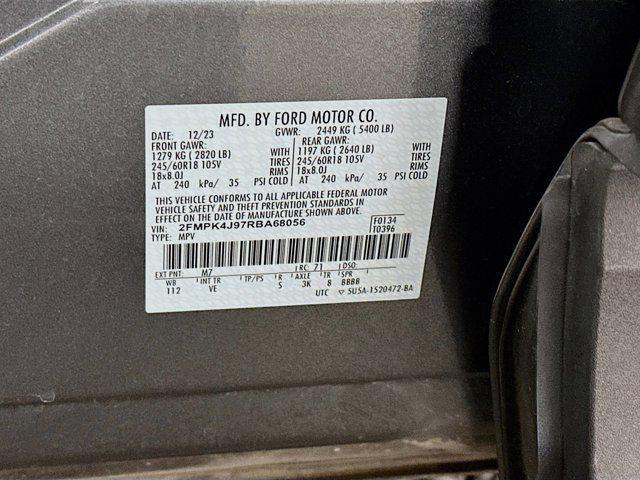 MFD. BY FORD MOTOR CO.
DATE: 12/23 GVWR: 2449 KG ( 5400 LB)
FRONT GAWR: REAR GAWR:
1279 KG ( 2820 LB) WITH 1197 KG ( 2640 LB) WITH
245/60R18 105V TIRES 245/60R18 105V TIRES
18x8.0J RIMS 18x8.0J RIMS
AT 240 kPa/ 35 PSI COLD AT 240 kPa/ 35 PSI COLD
THIS VEHICLE CONFORMS TO ALL APPLICABLE FEDERAL MOTOR
VEHICLE SAFETY AND THEFT PREVENTION STANDARDS IN
EFFECT ON THE DATE OF MANUFACTURE SHOWN ABOVE.
VIN: 2FMPK4J97RBA68056 F0134
TYPE: MPV T0396
EXT PNT: M7 RC: 71 DSO:
WB INT TR TP/PS R AXLE TR SPR
112 VE S 3K 8 BBBB
UTC ▽ 5U5A-1520472-BA